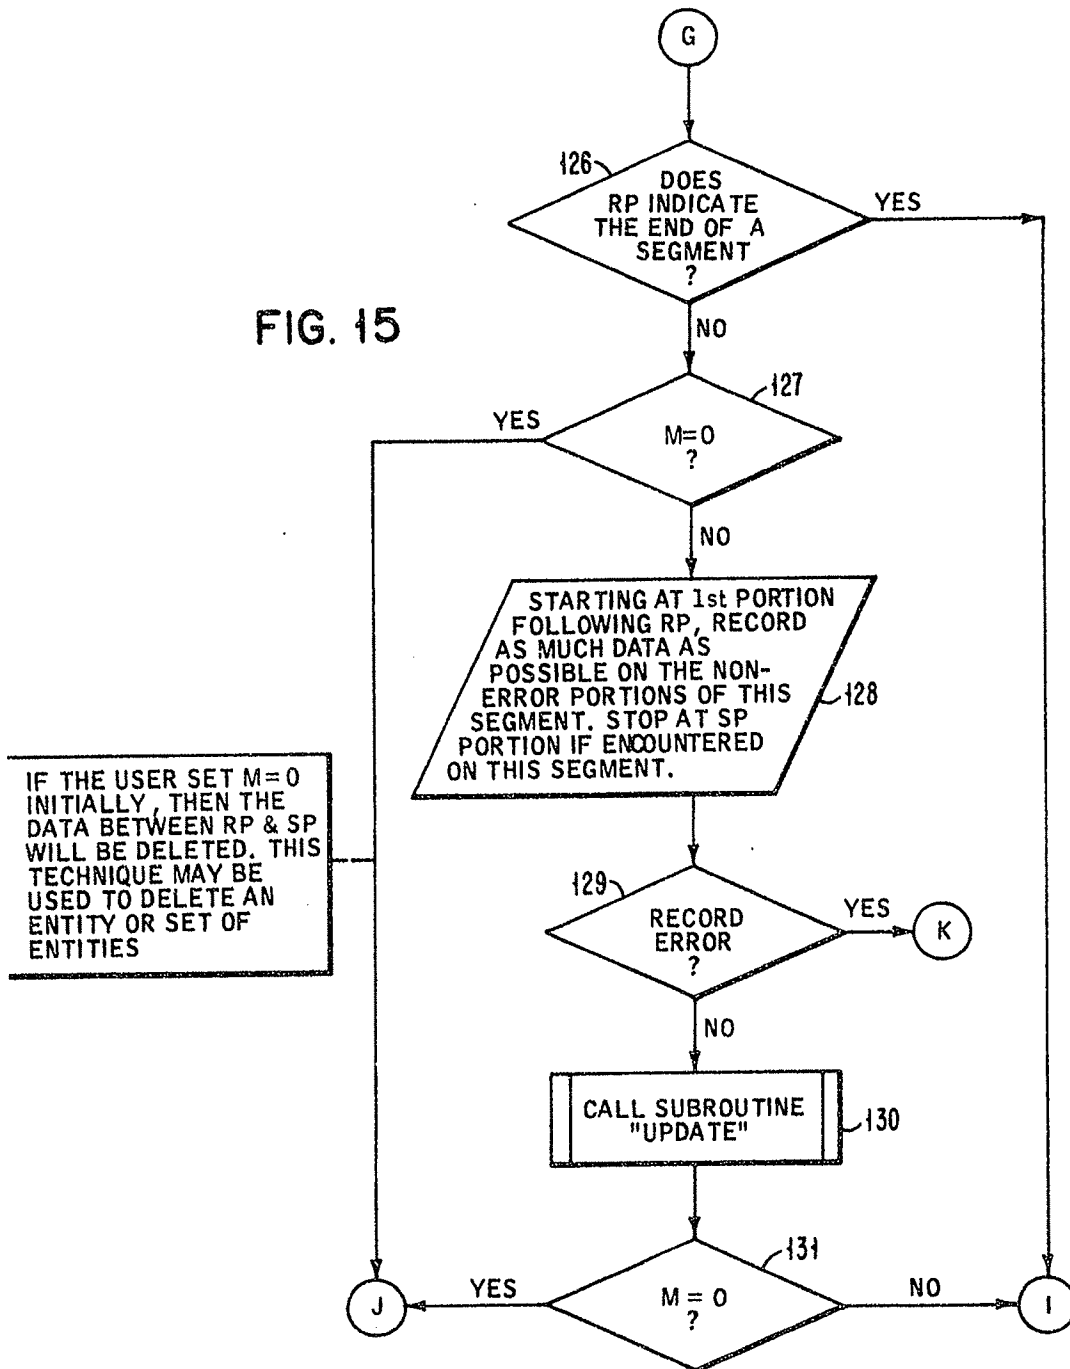 G
126
DOES
RP INDICATE
THE END OF A
SEGMENT
?
YES
NO
FIG. 15
127
YES
M=0
?
NO
STARTING AT 1st PORTION
FOLLOWING RP, RECORD
AS MUCH DATA AS
POSSIBLE ON THE NON-
ERROR PORTIONS OF THIS
SEGMENT. STOP AT SP
PORTION IF ENCOUNTERED
ON THIS SEGMENT.
128
IF THE USER SET M=0
INITIALLY, THEN THE
DATA BETWEEN RP & SP
WILL BE DELETED. THIS
TECHNIQUE MAY BE
USED TO DELETE AN
ENTITY OR SET OF
ENTITIES
129
RECORD
ERROR
?
YES
K
NO
CALL SUBROUTINE
"UPDATE"
130
131
J
YES
M = 0
?
NO
I